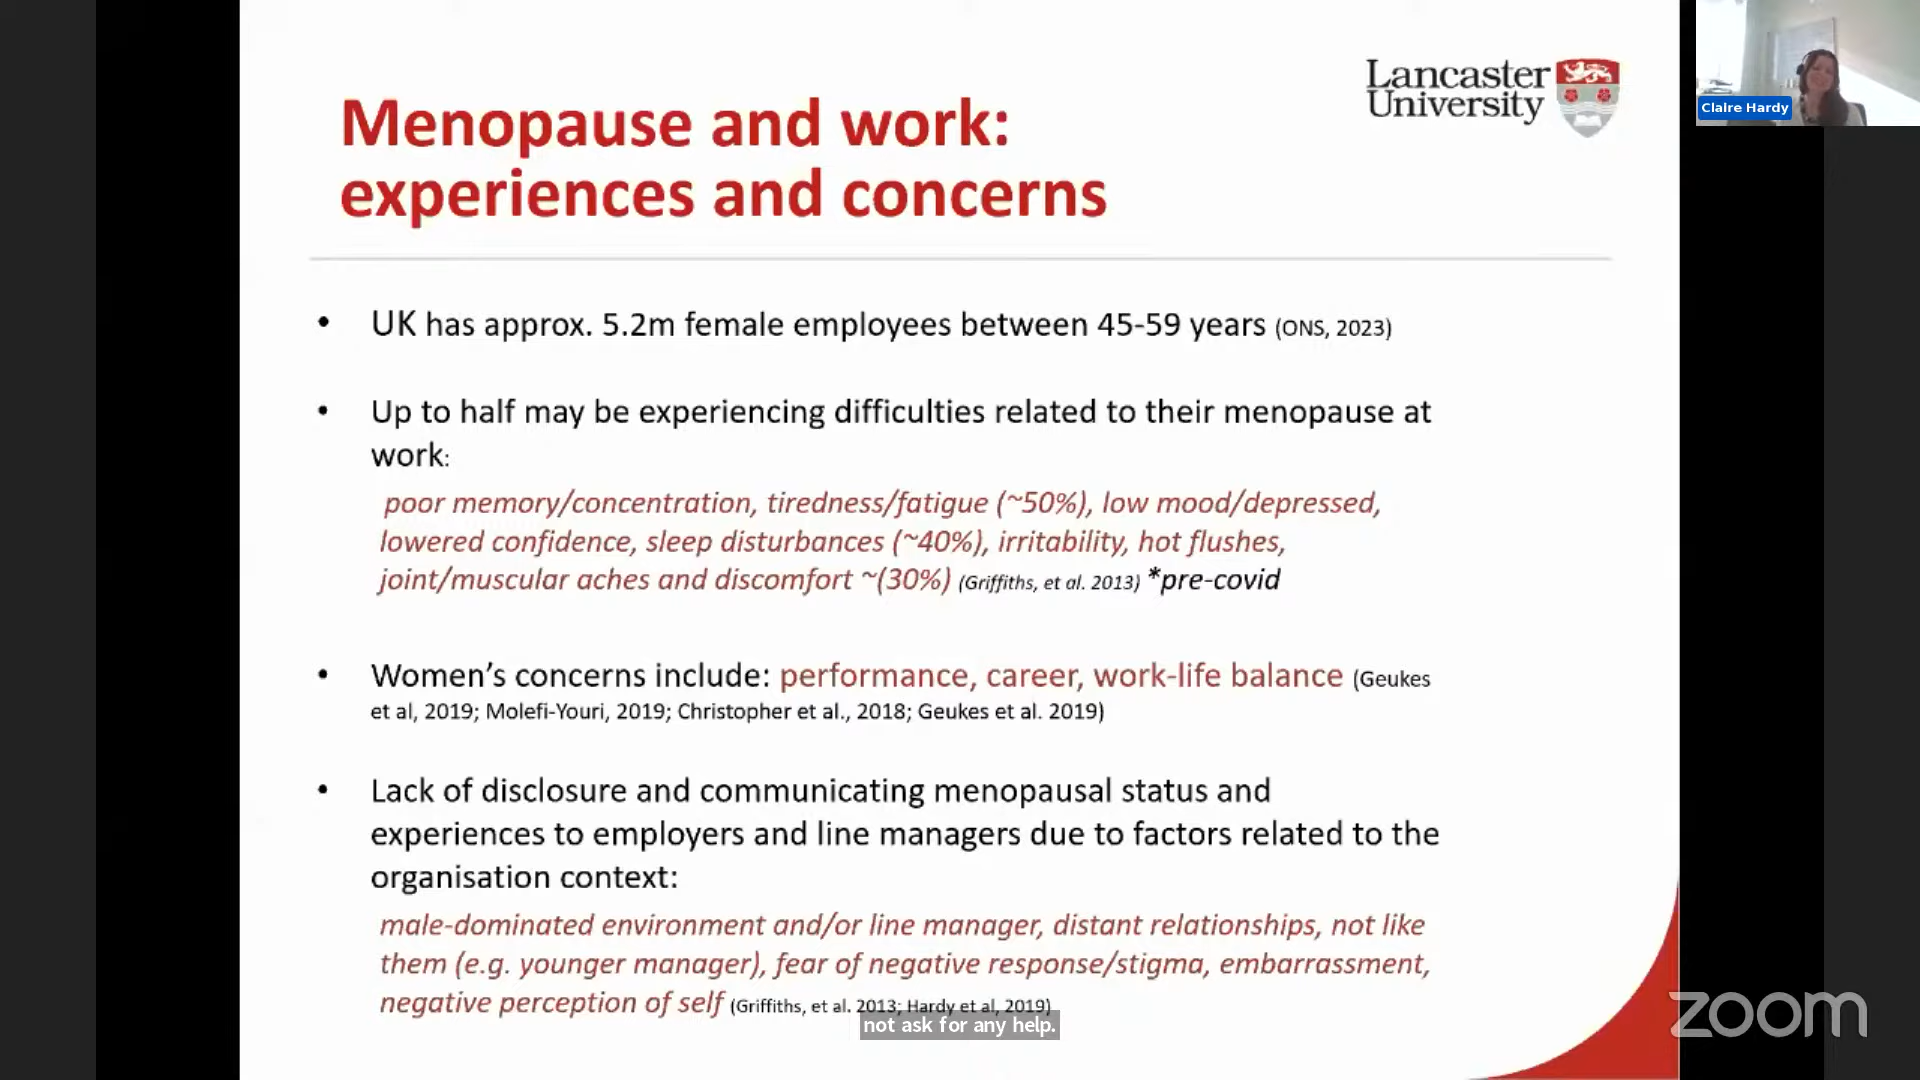 Lancaster
University
Claire Hardy
Menopause and work:
experiences and concerns
• UK has approx. 5.2m female employees between 45-59 years (ONS, 2023)
• Up to half may be experiencing difficulties related to their menopause at
work:
poor memory/concentration, tiredness/fatigue (~50%), low mood/depressed,
lowered confidence, sleep disturbances (~40%), irritability, hot flushes,
joint/muscular aches and discomfort ~(30%) (Griffiths, et al. 2013) *pre-covid
• Women’s concerns include: performance, career, work-life balance (Geukes
et al, 2019; Molefi-Youri, 2019; Christopher et al., 2018; Geukes et al. 2019)
• Lack of disclosure and communicating menopausal status and
experiences to employers and line managers due to factors related to the
organisation context:
male-dominated environment and/or line manager, distant relationships, not like
them (e.g. younger manager), fear of negative response/stigma, embarrassment,
negative perception of self (Griffiths, et al. 2013; Hardy et al, 2019)
not ask for any help.
zoom